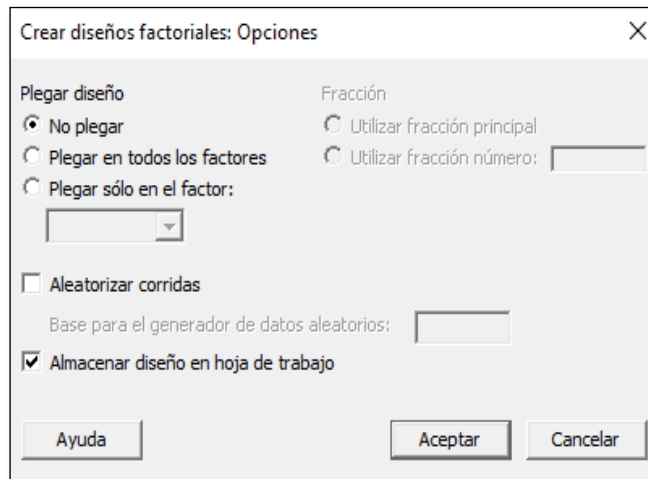 Crear diseños factoriales: Opciones
Plegar diseño
No plegar
Plegar en todos los factores
Plegar sólo en el factor:
Fracción
Utilizar fracción principal
Utilizar fracción número:
Aleatorizar corridas
Base para el generador de datos aleatorios:
Almacenar diseño en hoja de trabajo
Ayuda
Aceptar
Cancelar